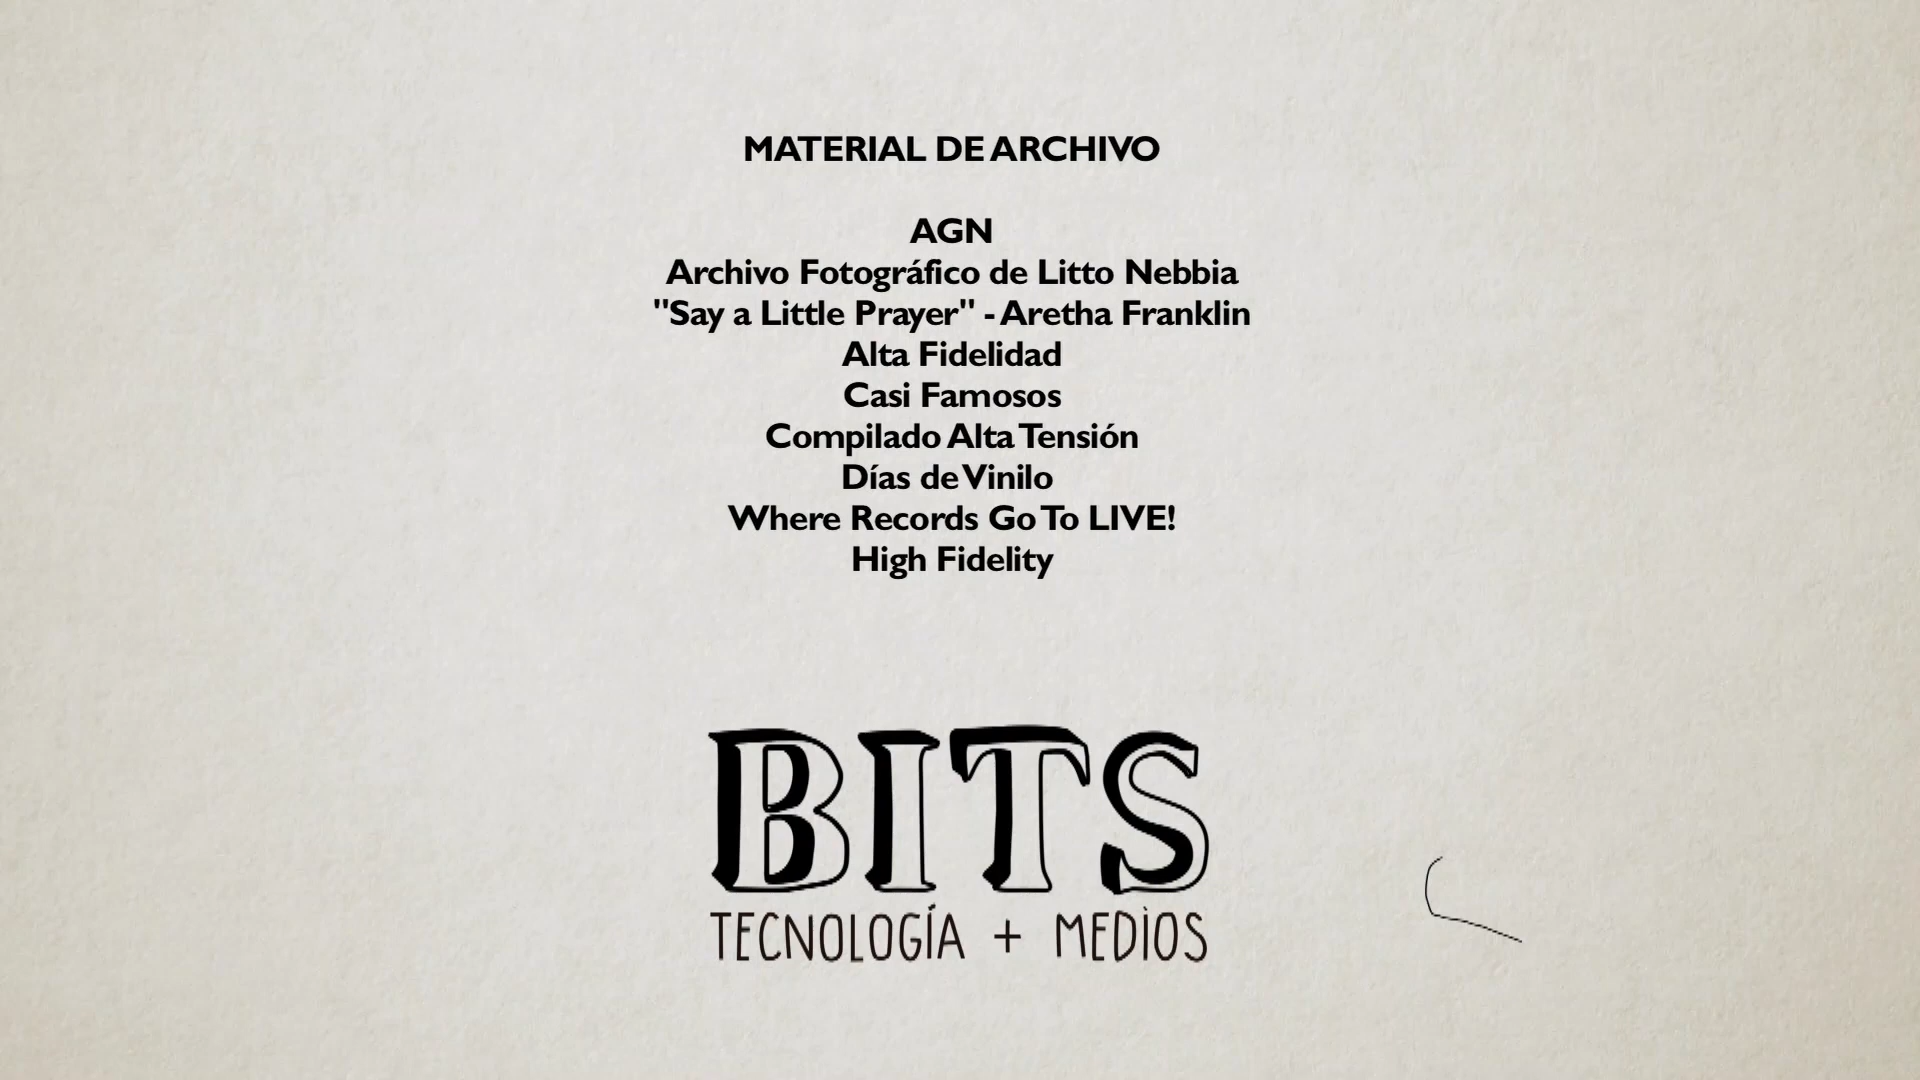 MATERIAL DE ARCHIVO
AGN
Archivo Fotográfico de Litto Nebbia
"Say a Little Prayer" - Aretha Franklin
Alta Fidelidad
Casi Famosos
Compilado Alta Tensión
Días de Vinilo
Where Records Go To LIVE!
High Fidelity
BITS
TECNOLOGÍA + MEDIOS